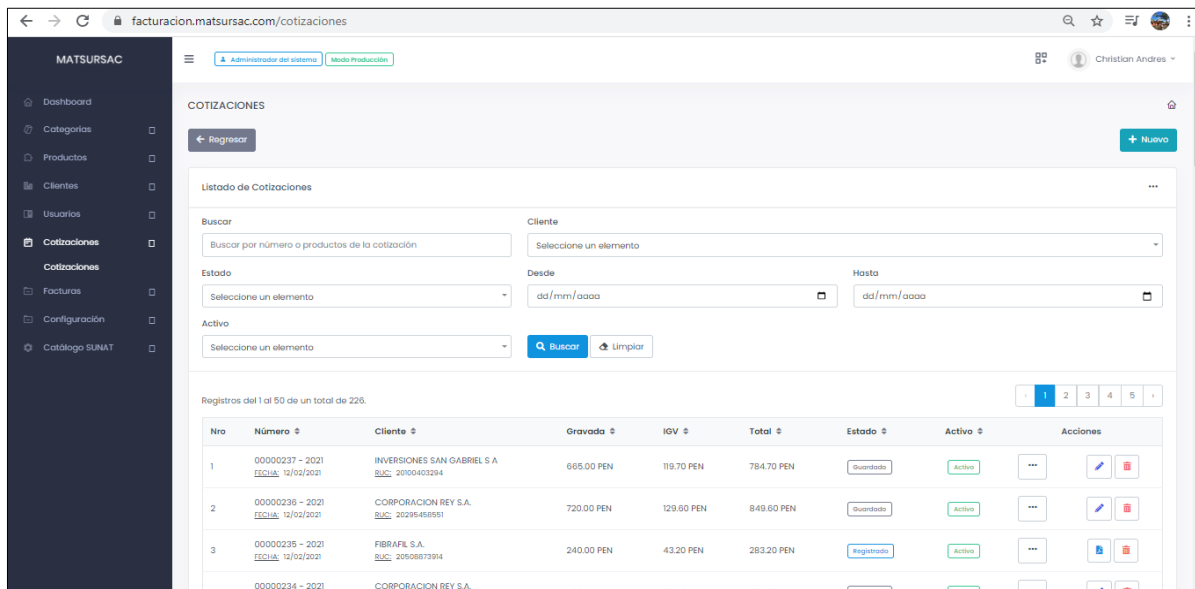 facturacion.matsursac.com/cotizaciones
MATSURSAC
Administrador del sistema Modo Producción
Christian Andres
Dashboard
Categorias
Productos
Clientes
Usuarios
Cotizaciones
Cotizaciones
Facturas
Configuración
Catálogo SUNAT
COTIZACIONES
Regresar
+ Nuevo
Listado de Cotizaciones
Buscar Cliente
Buscar por número o productos de la cotización Seleccione un elemento
Estado Desde Hasta
Seleccione un elemento dd/mm/aaaa dd/mm/aaaa
Activo
Seleccione un elemento Buscar Limpiar
Registros del 1 al 50 de un total de 226.
‹ 1 2 3 4 5 ›
Nro Número Cliente Gravada IGV Total Estado Activo Acciones
1 00000237 - 2021 INVERSIONES SAN GABRIEL S A 665.00 PEN 119.70 PEN 784.70 PEN Guardado Activo
FECHA: 12/02/2021 RUC: 20100403294
2 00000236 - 2021 CORPORACION REY S.A. 720.00 PEN 129.60 PEN 849.60 PEN Guardado Activo
FECHA: 12/02/2021 RUC: 20295458551
3 00000235 - 2021 FIBRAFIL S.A. 240.00 PEN 43.20 PEN 283.20 PEN Registrado Activo
FECHA: 12/02/2021 RUC: 20508873914
00000234 - 2021 CORPORACION REY S.A.